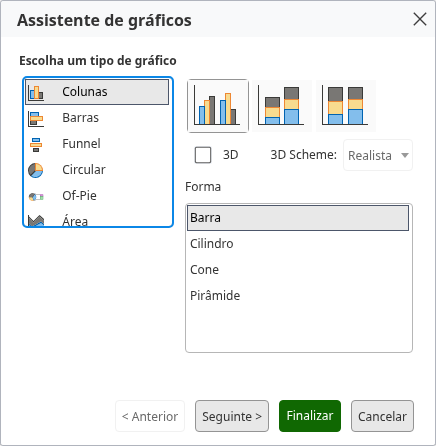 Assistente de gráficos
Escolha um tipo de gráfico
Colunas
Barras
Funnel
Circular
Of-Pie
Área
3D
3D Scheme: Realista
Forma
Barra
Cilindro
Cone
Pirâmide
< Anterior
Seguinte >
Finalizar
Cancelar